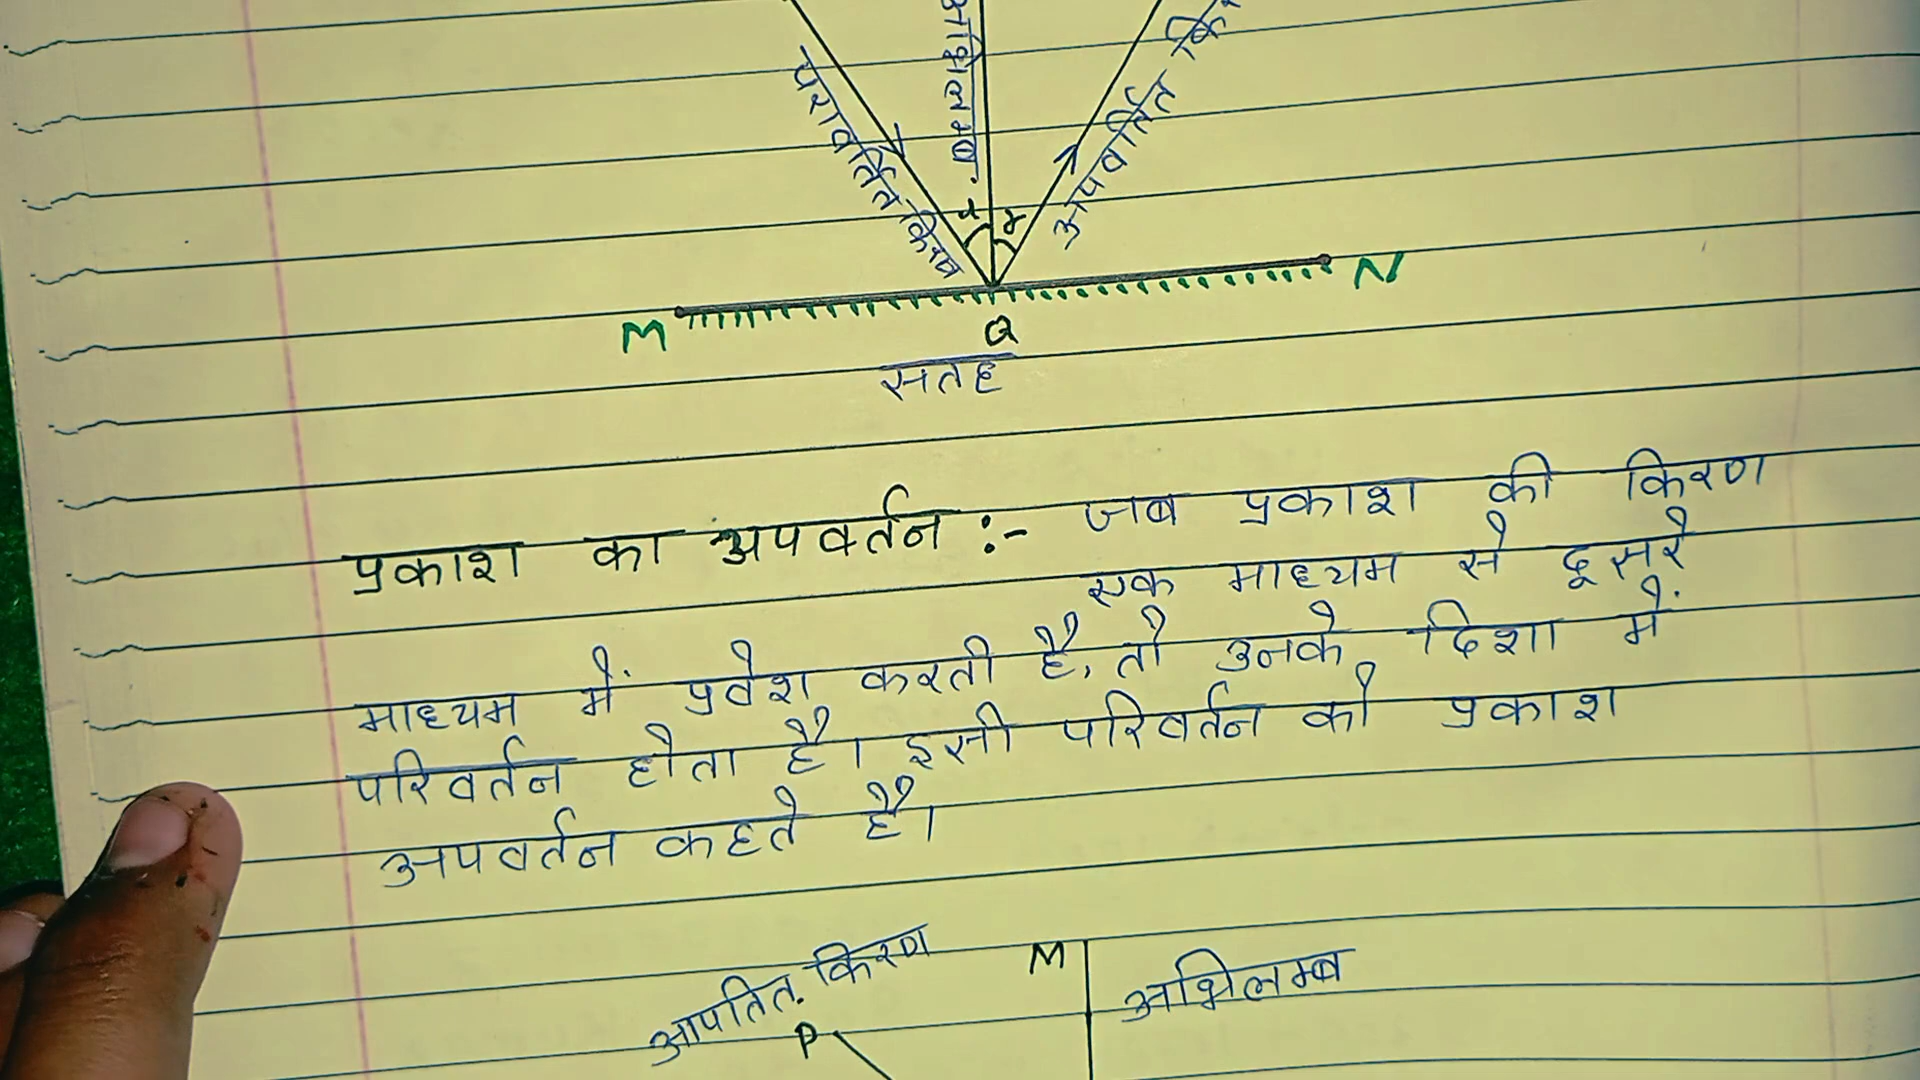 परावर्तित किरण
अभिलम्ब
अपवर्तित
i r
M N
Q
सतह
प्रकाश का अपवर्तन :- जब प्रकाश की किरण
एक माध्यम से दूसरे
माध्यम में प्रवेश करती है, तो उनके दिशा में
परिवर्तन होता है। इसी परिवर्तन को प्रकाश
अपवर्तन कहते है।
आपतित किरण M अभिलम्ब
P